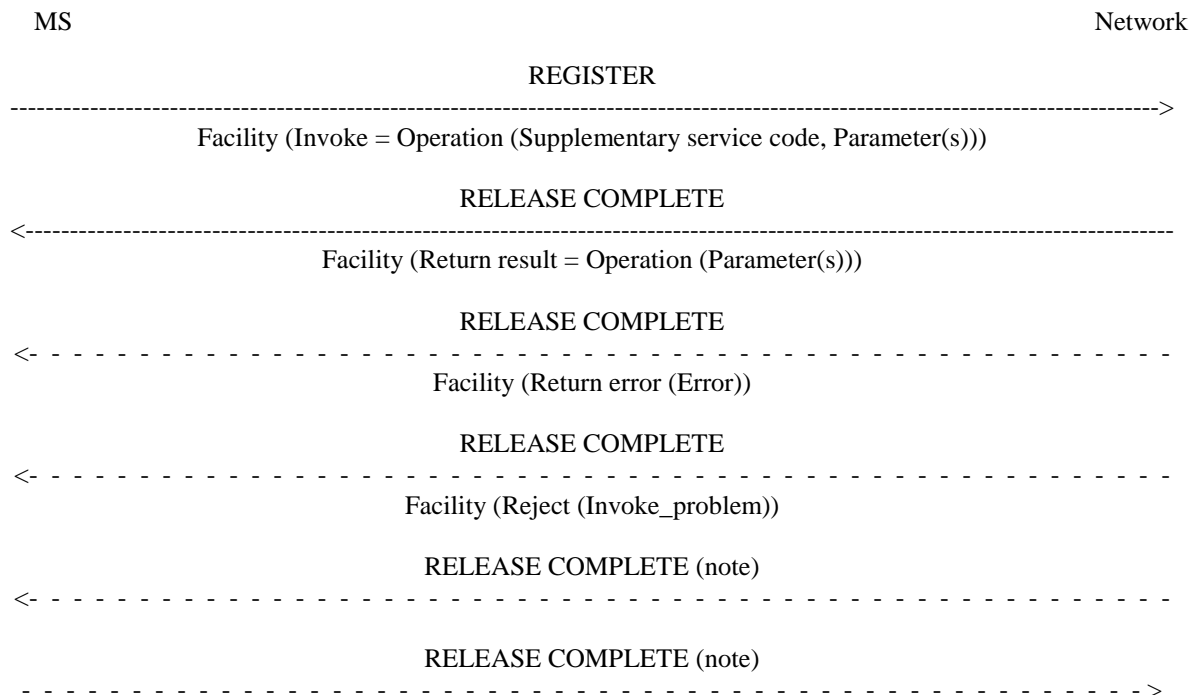 MS Network
REGISTER
Facility (Invoke = Operation (Supplementary service code, Parameter(s)))
RELEASE COMPLETE
Facility (Return result = Operation (Parameter(s)))
RELEASE COMPLETE
Facility (Return error (Error))
RELEASE COMPLETE
Facility (Reject (Invoke_problem))
RELEASE COMPLETE (note)
RELEASE COMPLETE (note)